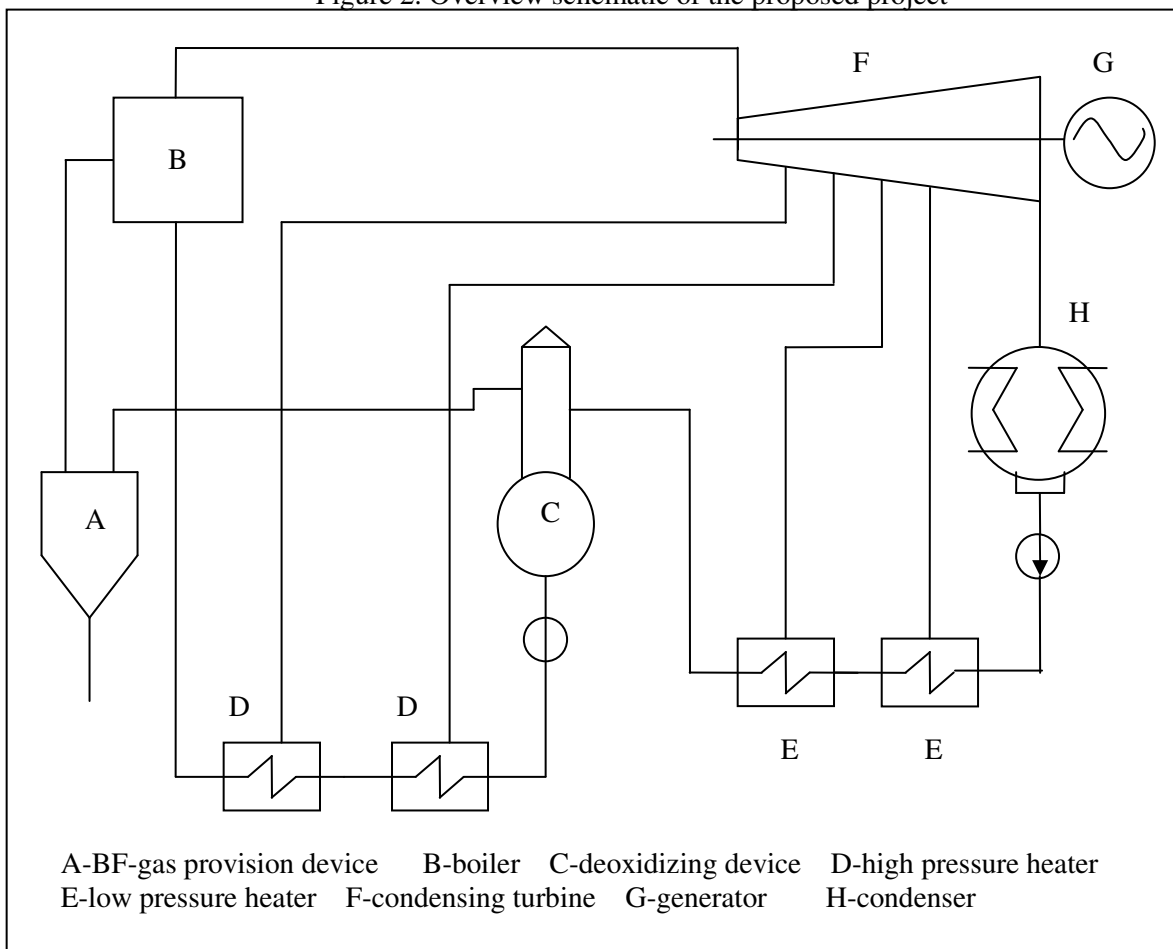 Figure 2. Overview schematic of the proposed project
F
G
B
H
A
C
D
D
E
E
A-BF-gas provision device B-boiler C-deoxidizing device D-high pressure heater
E-low pressure heater F-condensing turbine G-generator H-condenser